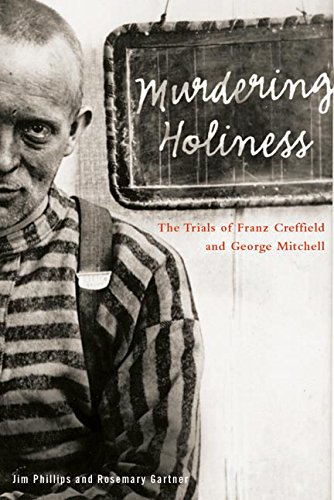 Murdering
Holiness
The Trials of Franz Creffield
and George Mitchell
Jim Phillips and Rosemary Gartner